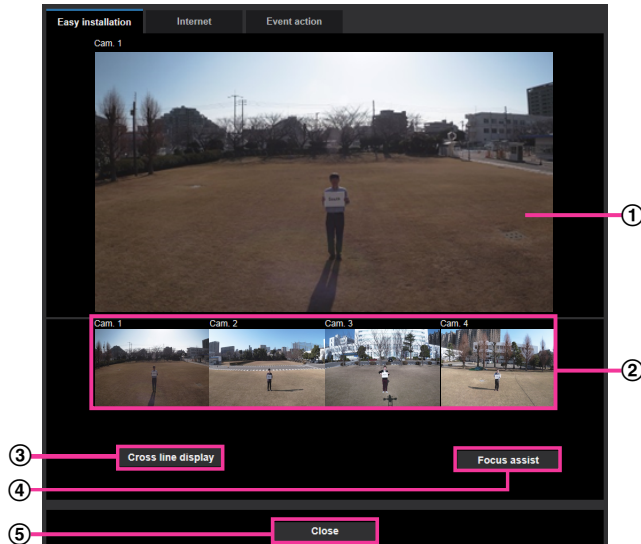 Easy installation
Internet
Event action
Cam. 1
①
Cam. 1
Cam. 2
Cam. 3
Cam. 4
②
③
Cross line display
Focus assist
④
⑤
Close